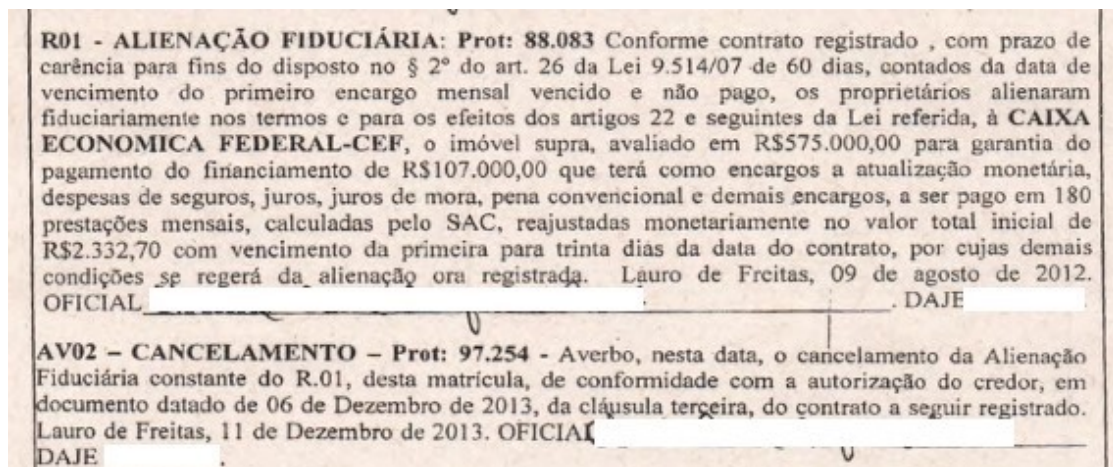 R01 - ALIENAÇÃO FIDUCIÁRIA: Prot: 88.083 Conforme contrato registrado , com prazo de
carência para fins do disposto no § 2º do art. 26 da Lei 9.514/07 de 60 dias, contados da data de
vencimento do primeiro encargo mensal vencido e não pago, os proprietários alienaram
fiduciariamente nos termos e para os efeitos dos artigos 22 e seguintes da Lei referida, à CAIXA
ECONOMICA FEDERAL-CEF, o imóvel supra, avaliado em R$575.000,00 para garantia do
pagamento do financiamento de R$107.000,00 que terá como encargos a atualização monetária,
despesas de seguros, juros, juros de mora, pena convencional e demais encargos, a ser pago em 180
prestações mensais, calculadas pelo SAC, reajustadas monetariamente no valor total inicial de
R$2.332,70 com vencimento da primeira para trinta dias da data do contrato, por cujas demais
condições se regerá da alienação ora registrada. Lauro de Freitas, 09 de agosto de 2012.
OFICIAL . DAJE
AV02 – CANCELAMENTO – Prot: 97.254 - Averbo, nesta data, o cancelamento da Alienação
Fiduciária constante do R.01, desta matrícula, de conformidade com a autorização do credor, em
documento datado de 06 de Dezembro de 2013, da cláusula terceira, do contrato a seguir registrado.
Lauro de Freitas, 11 de Dezembro de 2013. OFICIAL
DAJE .